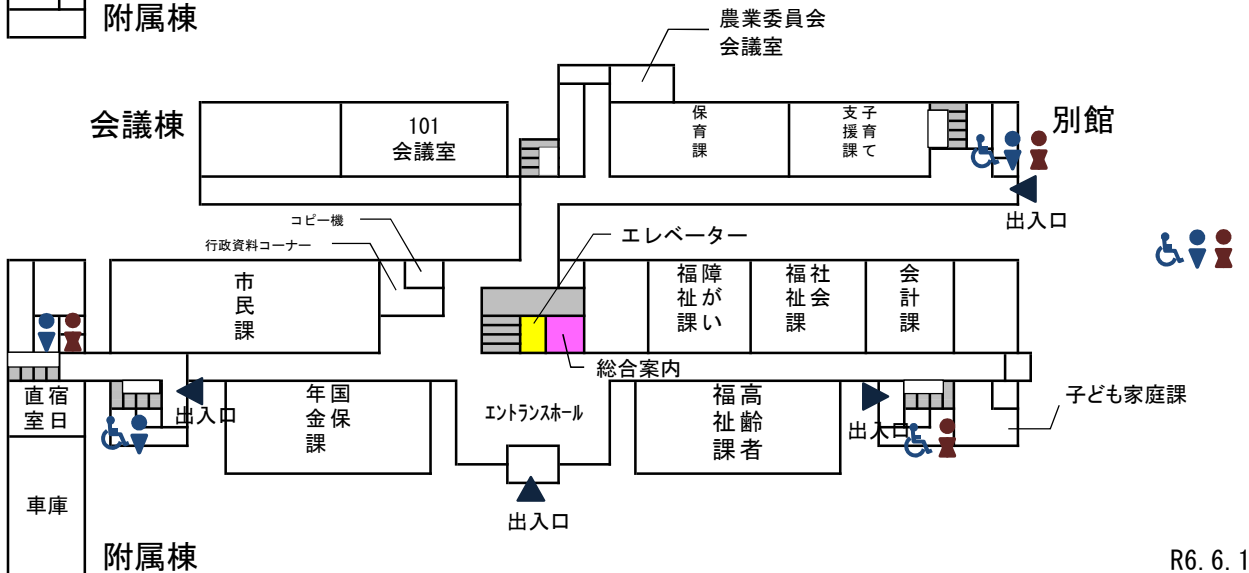 附属棟
農業委員会
会議室
会議棟
101
会議室
保育課
子育て
支援課
別館
出入口
コピー機
行政資料コーナー
エレベーター
市民課
障がい
福祉課
社会
福祉課
会計課
総合案内
宿日
直室
出入口
国保
年金課
エントランスホール
高齢者
福祉課
出入口
子ども家庭課
車庫
出入口
附属棟
R6.6.1